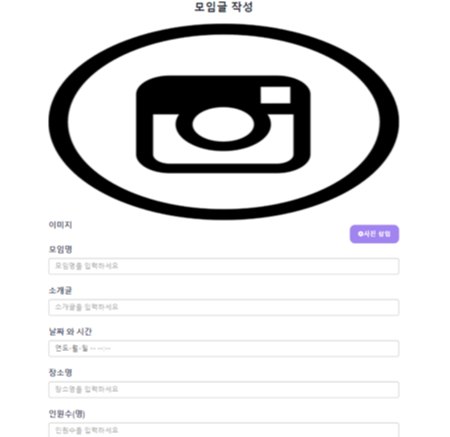 모임글 작성
이미지
사진 삽입
모임명
모임명을 입력하세요
소개글
소개글을 입력하세요
날짜 와 시간
연도-월-일 -- --:--
장소명
장소명을 입력하세요
인원수(명)
인원수를 입력하세요